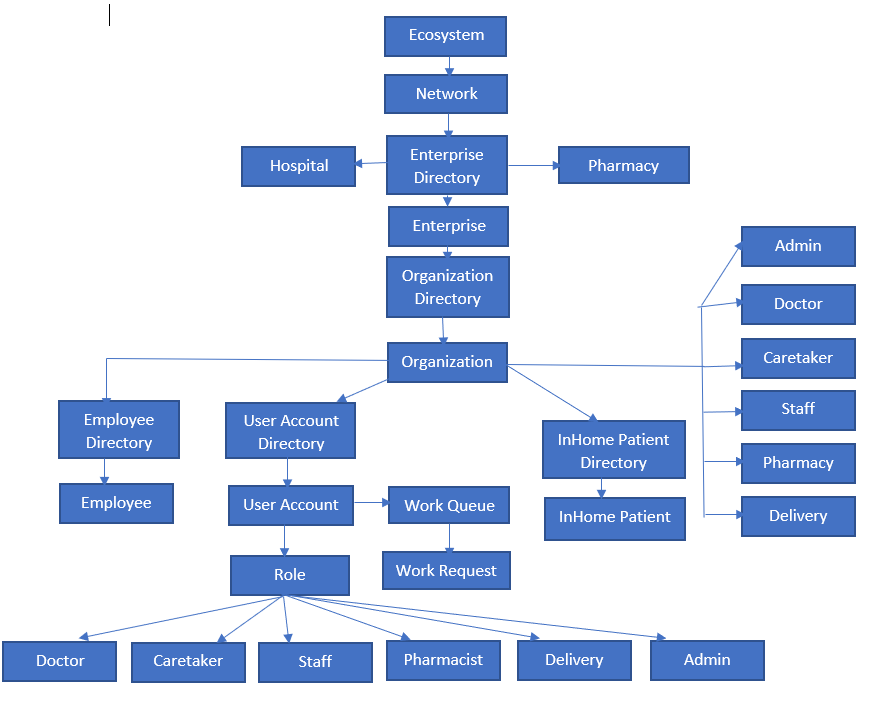 Ecosystem
Network
Hospital
Enterprise
Directory
Pharmacy
Enterprise
Organization
Directory
Organization
Admin
Doctor
Caretaker
Staff
Pharmacy
Delivery
Employee
Directory
User Account
Directory
InHome Patient
Directory
Employee
User Account
Work Queue
InHome Patient
Role
Work Request
Doctor
Caretaker
Staff
Pharmacist
Delivery
Admin